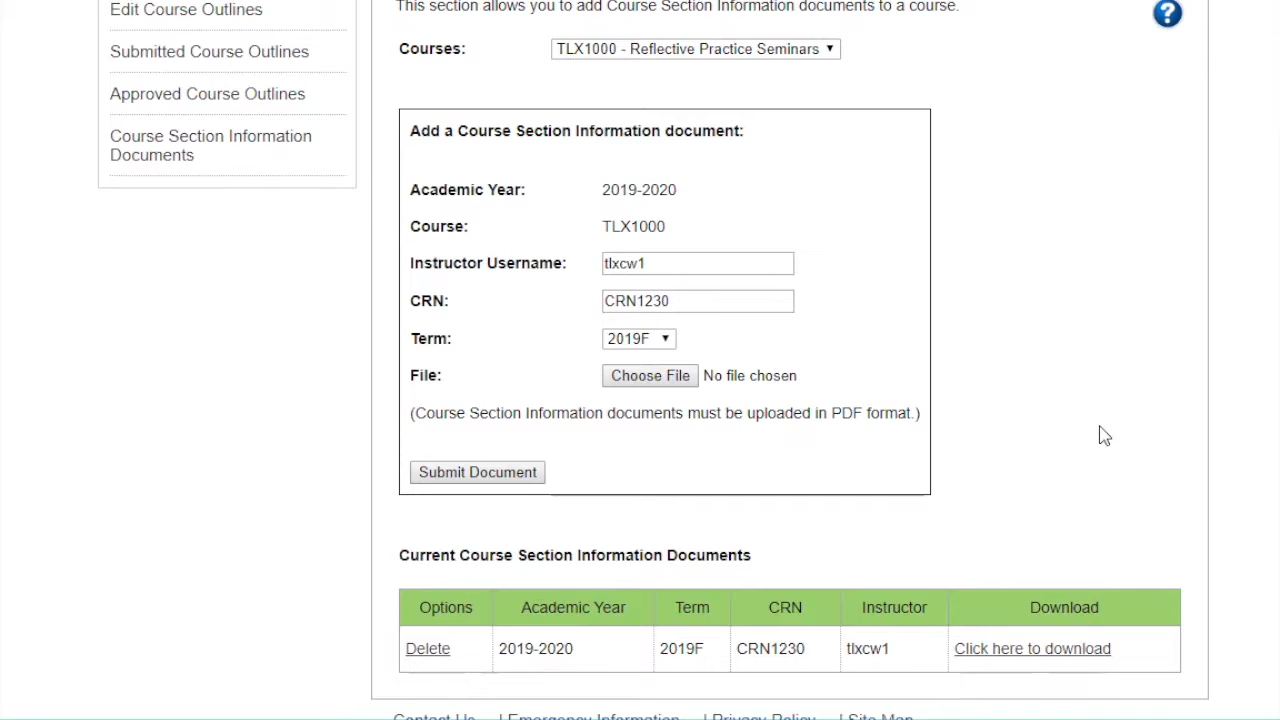 Edit Course Outlines
Submitted Course Outlines
Approved Course Outlines
Course Section Information
Documents
This section allows you to add Course Section Information documents to a course.
?
Courses: TLX1000 - Reflective Practice Seminars
Add a Course Section Information document:
Academic Year: 2019-2020
Course: TLX1000
Instructor Username: tlxcw1
CRN: CRN1230
Term: 2019F
File: Choose File No file chosen
(Course Section Information documents must be uploaded in PDF format.)
Submit Document
Current Course Section Information Documents
Options Academic Year Term CRN Instructor Download
Delete 2019-2020 2019F CRN1230 tlxcw1 Click here to download
Contact Us | Emergency Information | Privacy Policy | Site Map